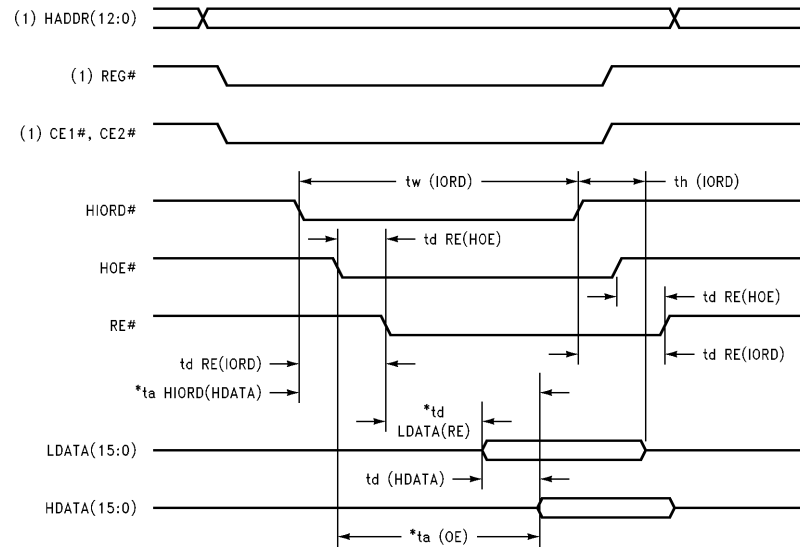 (1) HADDR(12:0)
(1) REG#
(1) CE1#, CE2#
tw (IORD)
th (IORD)
HIORD#
td RE(HOE)
HOE#
td RE(HOE)
RE#
td RE(IORD)
td RE(IORD)
*ta HIORD(HDATA)
*td
LDATA(RE)
LDATA(15:0)
td (HDATA)
HDATA(15:0)
*ta (OE)